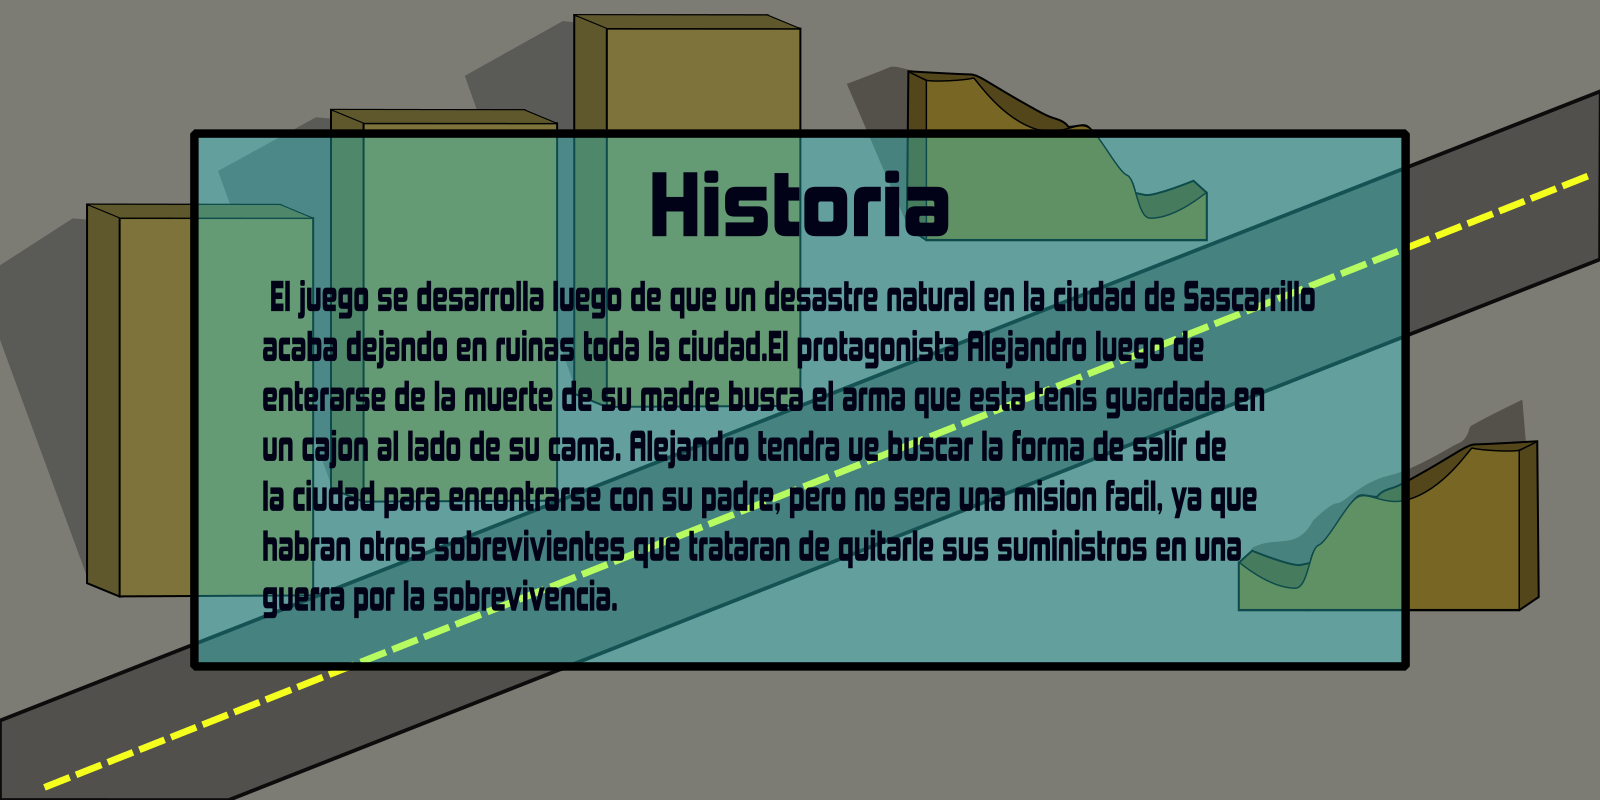 Historia
El juego se desarrolla luego de que un desastre natural en la ciudad de Sascarrillo
acaba dejando en ruinas toda la ciudad.El protagonista Alejandro luego de
enterarse de la muerte de su madre busca el arma que esta tenis guardada en
un cajon al lado de su cama. Alejandro tendra ue buscar la forma de salir de
la ciudad para encontrarse con su padre, pero no sera una mision facil, ya que
habran otros sobrevivientes que trataran de quitarle sus suministros en una
guerra por la sobrevivencia.